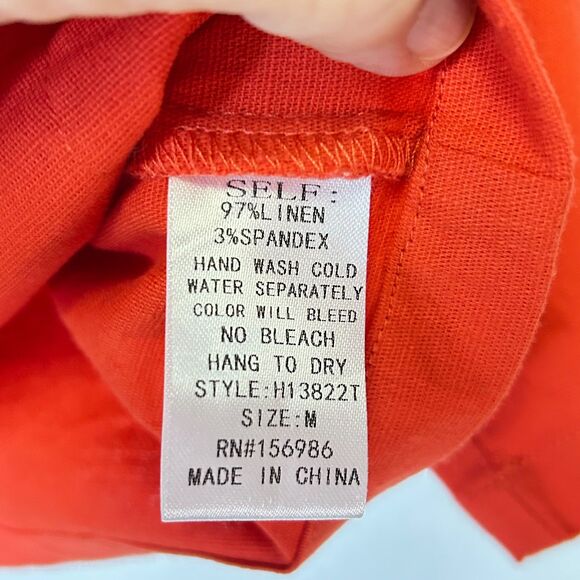 SELF:
97%LINEN
3%SPANDEX
HAND WASH COLD
WATER SEPARATELY
COLOR WILL BLEED
NO BLEACH
HANG TO DRY
STYLE:H13822T
SIZE:M
RN#156986
MADE IN CHINA